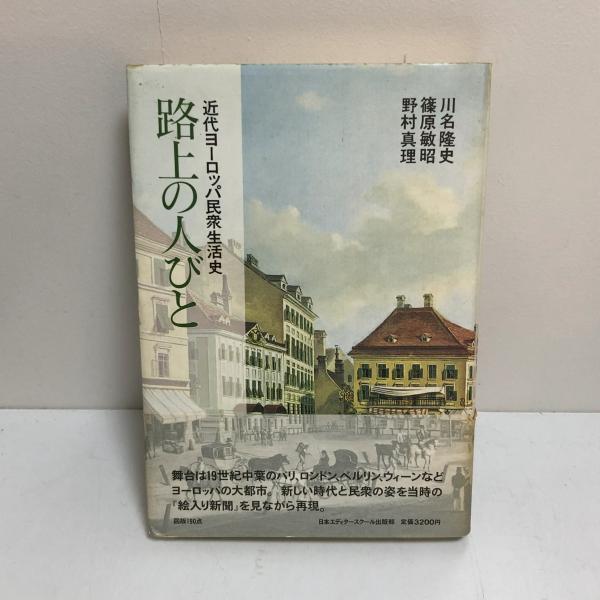 川名隆史
篠原敏昭
野村真理
近代ヨーロッパ民衆生活史
路上の人びと
舞台は19世紀中葉のパリ、ロンドン、ベルリン、ウィーンなど
ヨーロッパの大都市。新しい時代と民衆の姿を当時の
『絵入り新聞』を見ながら再現。
図版190点
日本エディタースクール出版部 定価3200円